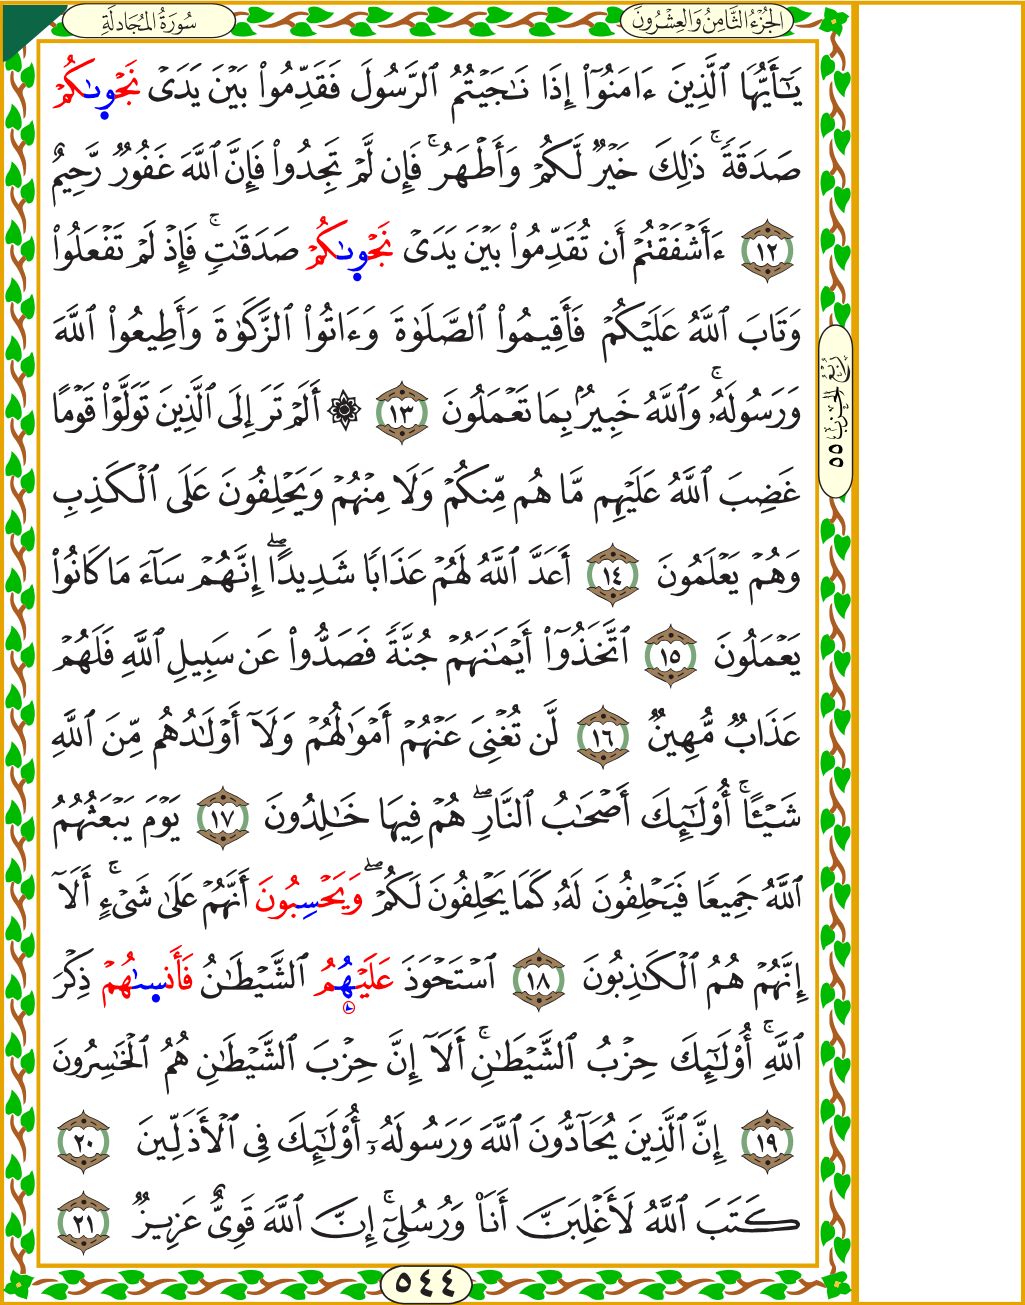 سُورَةُ المُجَادلَةِ
الجُزْءُ الثَّامِنُ وَالعِشْرُونَ
يَٰٓأَيُّهَا ٱلَّذِينَ ءَامَنُوٓاْ إِذَا نَٰجَيۡتُمُ ٱلرَّسُولَ فَقَدِّمُواْ بَيۡنَ يَدَىۡ نَجۡوىٰكُمۡ
صَدَقَةٗۚ ذَٰلِكَ خَيۡرٞ لَّكُمۡ وَأَطۡهَرُۚ فَإِن لَّمۡ تَجِدُواْ فَإِنَّ ٱللَّهَ غَفُورٞ رَّحِيمٌ
١٢ ءَأَشۡفَقۡتُمۡ أَن تُقَدِّمُواْ بَيۡنَ يَدَىۡ نَجۡوىٰكُمۡ صَدَقَٰتٖۚ فَإِذۡ لَمۡ تَفۡعَلُواْ
وَتَابَ ٱللَّهُ عَلَيۡكُمۡ فَأَقِيمُواْ ٱلصَّلَوٰةَ وَءَاتُواْ ٱلزَّكَوٰةَ وَأَطِيعُواْ ٱللَّهَ
وَرَسُولَهُۥۚ وَٱللَّهُ خَبِيرُۢ بِمَا تَعۡمَلُونَ ١٣ ۞ أَلَمۡ تَرَ إِلَى ٱلَّذِينَ تَوَلَّوۡاْ قَوۡمًا
غَضِبَ ٱللَّهُ عَلَيۡهِم مَّا هُم مِّنكُمۡ وَلَا مِنۡهُمۡ وَيَحۡلِفُونَ عَلَى ٱلۡكَذِبِ
وَهُمۡ يَعۡلَمُونَ ١٤ أَعَدَّ ٱللَّهُ لَهُمۡ عَذَابٗا شَدِيدًاۖ إِنَّهُمۡ سَآءَ مَا كَانُواْ
يَعۡمَلُونَ ١٥ ٱتَّخَذُوٓاْ أَيۡمَٰنَهُمۡ جُنَّةٗ فَصَدُّواْ عَن سَبِيلِ ٱللَّهِ فَلَهُمۡ
عَذَابٞ مُّهِينٞ ١٦ لَّن تُغۡنِىَ عَنۡهُمۡ أَمۡوَٰلُهُمۡ وَلَآ أَوۡلَٰدُهُم مِّنَ ٱللَّهِ
شَيۡـًٔاۚ أُوْلَٰٓئِكَ أَصۡحَٰبُ ٱلنَّارِۖ هُمۡ فِيهَا خَٰلِدُونَ ١٧ يَوۡمَ يَبۡعَثُهُمُ
ٱللَّهُ جَمِيعٗا فَيَحۡلِفُونَ لَهُۥ كَمَا يَحۡلِفُونَ لَكُمۡۖ وَيَحۡسِبُونَ أَنَّهُمۡ عَلَىٰ شَىۡءٍۚ أَلَآ
إِنَّهُمۡ هُمُ ٱلۡكَٰذِبُونَ ١٨ ٱسۡتَحۡوَذَ عَلَيۡهُمُ ٱلشَّيۡطَٰنُ فَأَنسىٰهُمۡ ذِكۡرَ
ٱللَّهِۚ أُوْلَٰٓئِكَ حِزۡبُ ٱلشَّيۡطَٰنِۚ أَلَآ إِنَّ حِزۡبَ ٱلشَّيۡطَٰنِ هُمُ ٱلۡخَٰسِرُونَ
١٩ إِنَّ ٱلَّذِينَ يُحَآدُّونَ ٱللَّهَ وَرَسُولَهُۥٓ أُوْلَٰٓئِكَ فِى ٱلۡأَذَلِّينَ ٢٠
كَتَبَ ٱللَّهُ لَأَغۡلِبَنَّ أَنَا۠ وَرُسُلِىٓۚ إِنَّ ٱللَّهَ قَوِىٌّ عَزِيزٞ ٢١
رُبْعُ الحِزْبِ ٥٥
٥٤٤